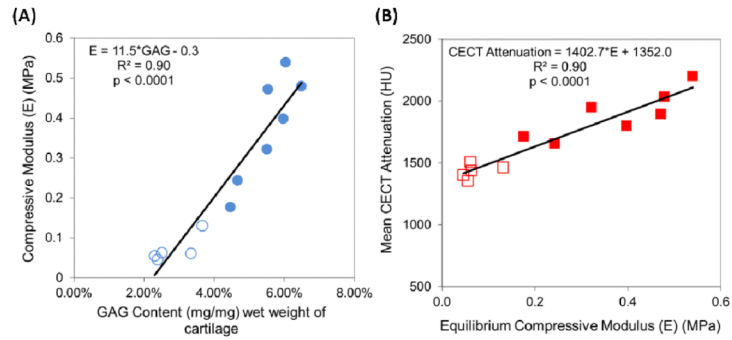 (A)
E = 11.5*GAG - 0.3
R² = 0.90
p < 0.0001
Compressive Modulus (E) (MPa)
0.6
0.5
0.4
0.3
0.2
0.1
0
0.00%
2.00%
4.00%
6.00%
8.00%
GAG Content (mg/mg) wet weight of
cartilage
(B)
CECT Attenuation = 1402.7*E + 1352.0
R² = 0.90
p < 0.0001
Mean CECT Attenuation (HU)
2500
2000
1500
1000
500
0.0
0.2
0.4
0.6
Equilibrium Compressive Modulus (E) (MPa)